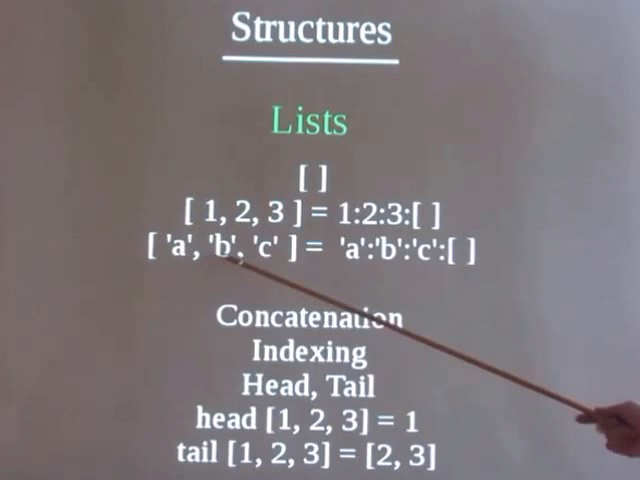 Structures
Lists
[ ]
[ 1, 2, 3 ] = 1:2:3:[ ]
[ 'a', 'b', 'c' ] = 'a':'b':'c':[ ]
Concatenation
Indexing
Head, Tail
head [1, 2, 3] = 1
tail [1, 2, 3] = [2, 3]